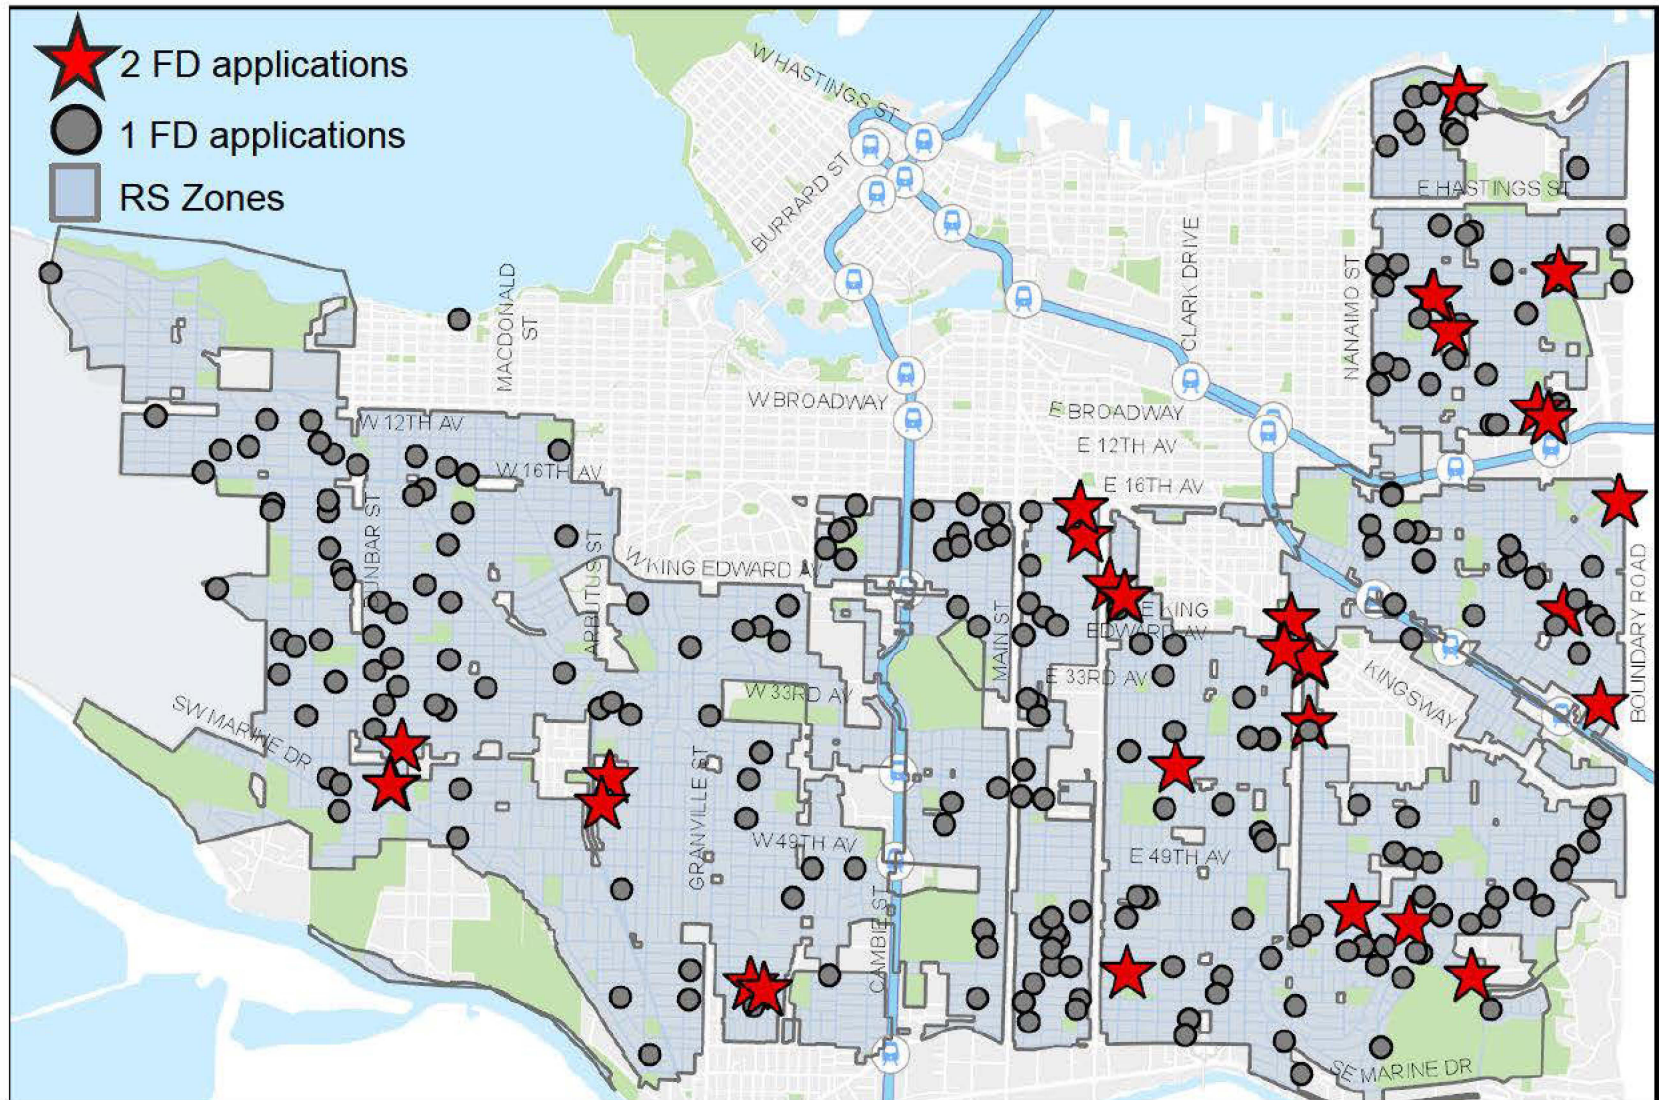 2 FD applications
1 FD applications
RS Zones
W HASTINGS ST
BURRARD ST
E HASTINGS ST
CLARK DRIVE
NANAIMO ST
MACDONALD
ST
W BROADWAY
E BROADWAY
W 12TH AV
E 12TH AV
W 16TH AV
E 16TH AV
DUNBAR ST
ARBUTUS ST
W KING EDWARD AV
E KING
EDWARD AV
MAIN ST
BOUNDARY ROAD
W 33RD AV
E 33RD AV
KINGSWAY
SW MARINE DR
GRANVILLE ST
W 49TH AV
E 49TH AV
CAMBIE ST
SE MARINE DR